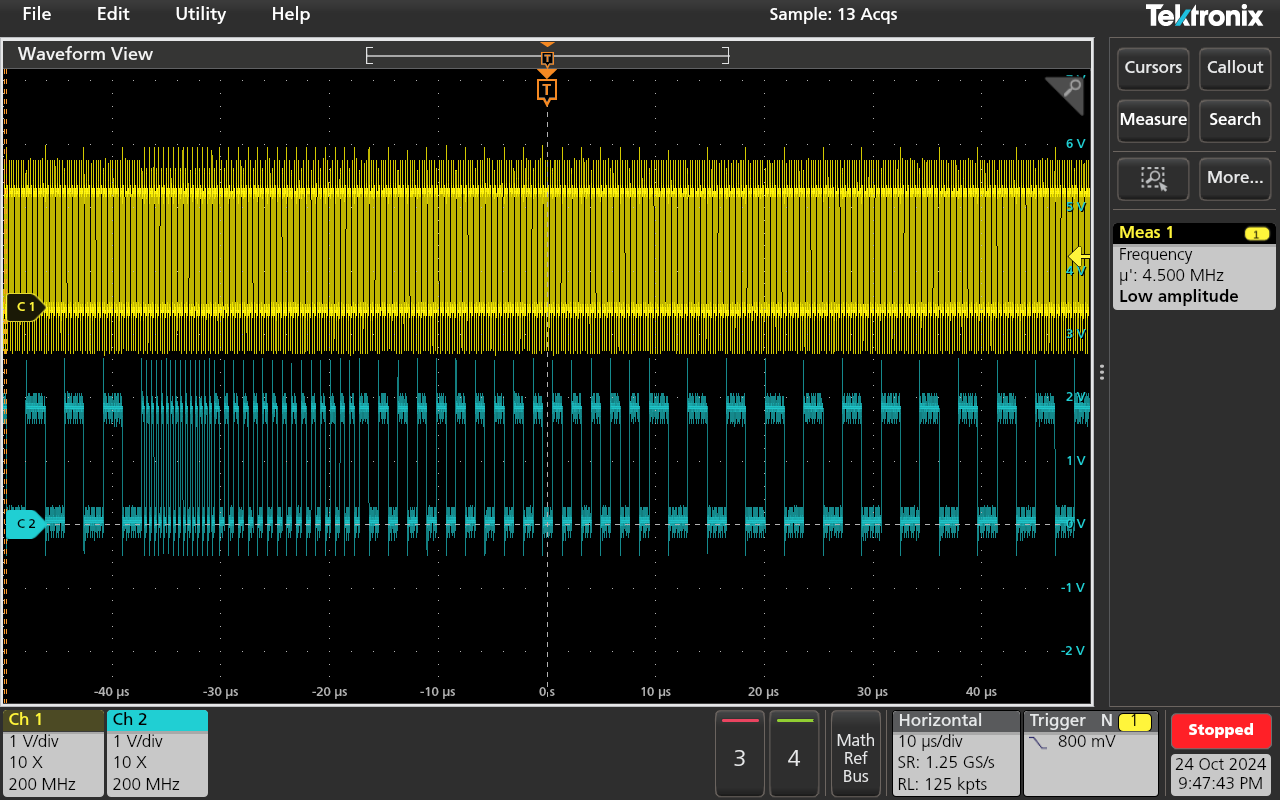 File Edit Utility Help Sample: 13 Acqs Tektronix
Waveform View
T
T
Cursors Callout
Measure Search
More...
6 V
5 V
4 V
3 V
2 V
1 V
0 V
-1 V
-2 V
C 1
C 2
Meas 1 1
Frequency
µ': 4.500 MHz
Low amplitude
-40 µs -30 µs -20 µs -10 µs 0 s 10 µs 20 µs 30 µs 40 µs
Ch 1
1 V/div
10 X
200 MHz
Ch 2
1 V/div
10 X
200 MHz
3
4
Math
Ref
Bus
Horizontal
10 µs/div
SR: 1.25 GS/s
RL: 125 kpts
Trigger N 1
800 mV
Stopped
24 Oct 2024
9:47:43 PM